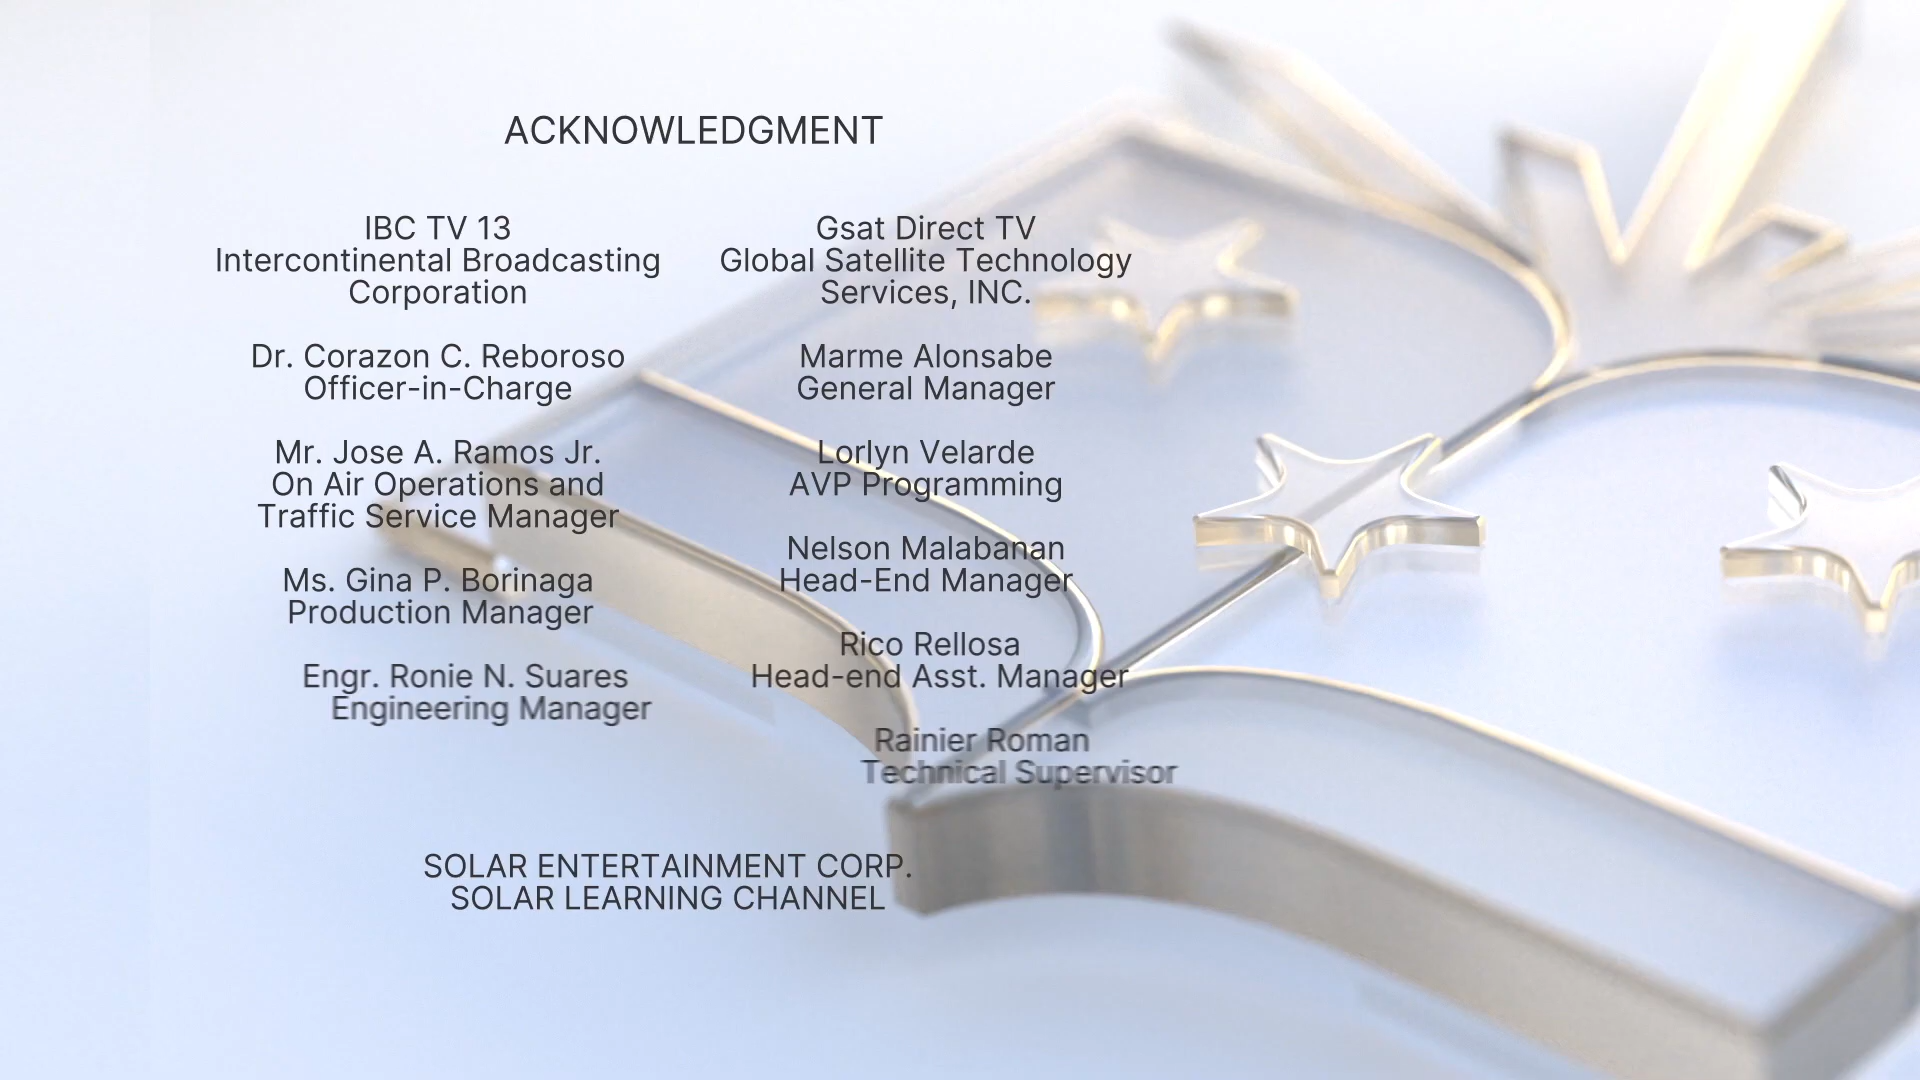 ACKNOWLEDGMENT
IBC TV 13
Intercontinental Broadcasting
Corporation
Dr. Corazon C. Reboroso
Officer-in-Charge
Mr. Jose A. Ramos Jr.
On Air Operations and
Traffic Service Manager
Ms. Gina P. Borinaga
Production Manager
Engr. Ronie N. Suares
Engineering Manager
Gsat Direct TV
Global Satellite Technology
Services, INC.
Marme Alonsabe
General Manager
Lorlyn Velarde
AVP Programming
Nelson Malabanan
Head-End Manager
Rico Rellosa
Head-end Asst. Manager
Rainier Roman
Technical Supervisor
SOLAR ENTERTAINMENT CORP.
SOLAR LEARNING CHANNEL